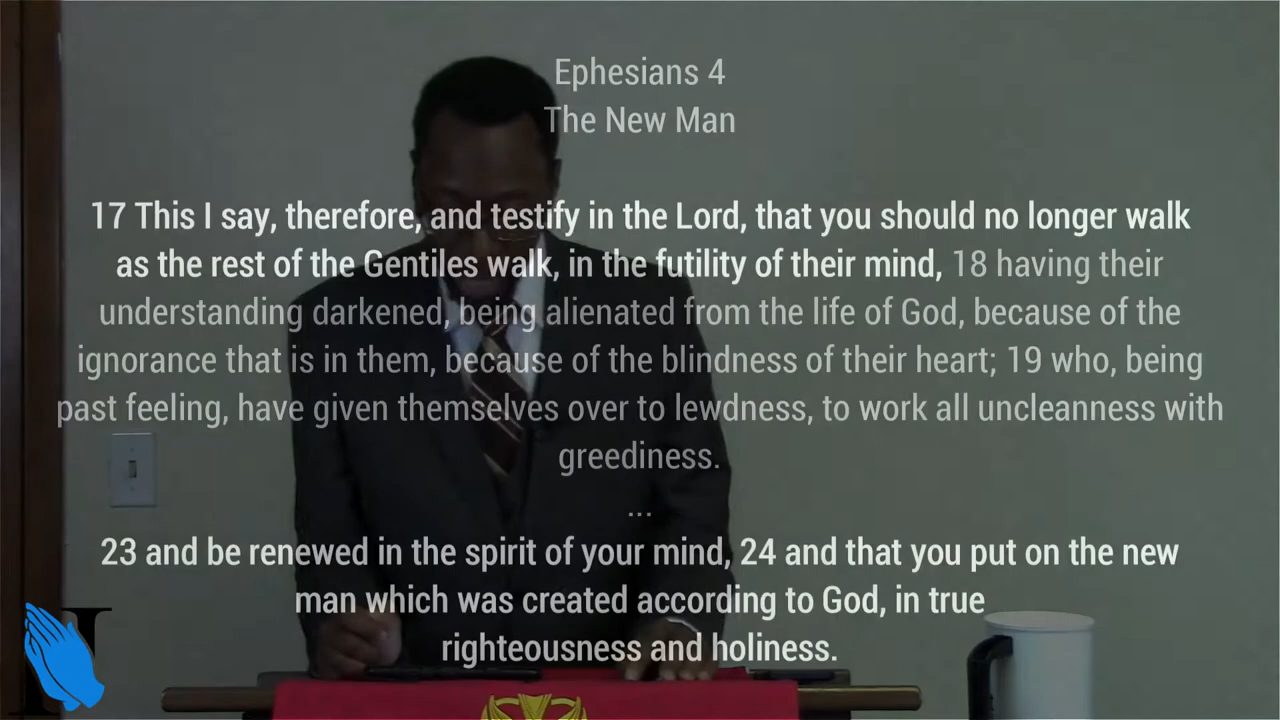 Ephesians 4
The New Man
17 This I say, therefore, and testify in the Lord, that you should no longer walk
as the rest of the Gentiles walk, in the futility of their mind, 18 having their
understanding darkened, being alienated from the life of God, because of the
ignorance that is in them, because of the blindness of their heart; 19 who, being
past feeling, have given themselves over to lewdness, to work all uncleanness with
greediness.
...
23 and be renewed in the spirit of your mind, 24 and that you put on the new
man which was created according to God, in true
righteousness and holiness.